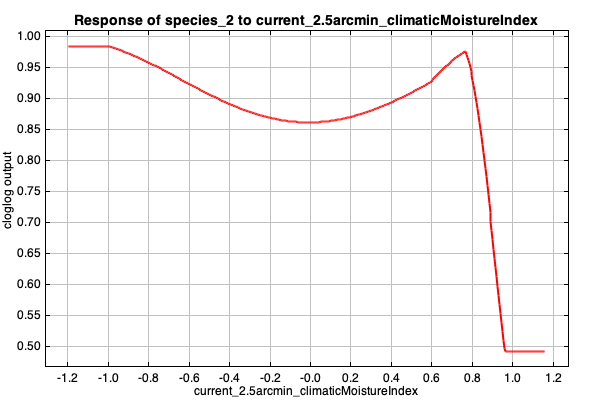 Response of species_2 to current_2.5arcmin_climaticMoistureIndex
1.00
0.95
0.90
0.85
0.80
0.75
0.70
0.65
0.60
0.55
0.50
cloglog output
-1.2 -1.0 -0.8 -0.6 -0.4 -0.2 -0.0 0.2 0.4 0.6 0.8 1.0 1.2
current_2.5arcmin_climaticMoistureIndex